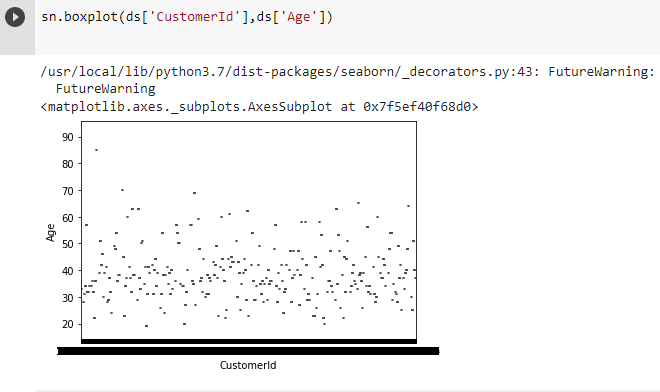 sn.boxplot(ds['CustomerId'],ds['Age'])
/usr/local/lib/python3.7/dist-packages/seaborn/_decorators.py:43: FutureWarning:
FutureWarning
<matplotlib.axes._subplots.AxesSubplot at 0x7f5ef40f68d0>
90
80
70
60
50
40
30
20
Age
CustomerId